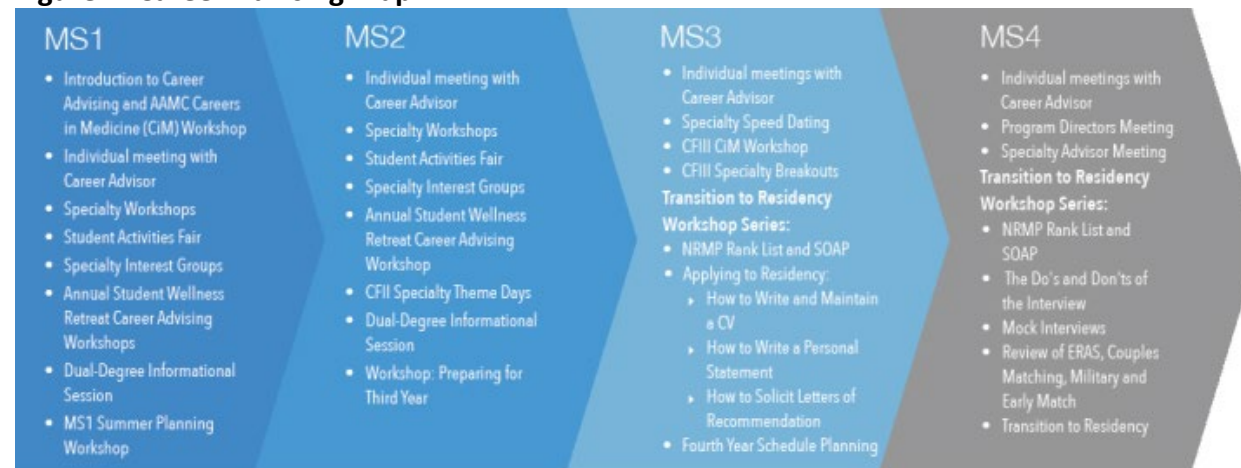 MS1
• Introduction to Career
Advising and AAMC Careers
in Medicine (CiM) Workshop
• Individual meeting with
Career Advisor
• Specialty Workshops
• Student Activities Fair
• Specialty Interest Groups
• Annual Student Wellness
Retreat Career Advising
Workshops
• Dual-Degree Informational
Session
• MS1 Summer Planning
Workshop
MS2
• Individual meeting with
Career Advisor
• Specialty Workshops
• Student Activities Fair
• Specialty Interest Groups
• Annual Student Wellness
Retreat Career Advising
Workshop
• CFII Specialty Theme Days
• Dual-Degree Informational
Session
• Workshop: Preparing for
Third Year
MS3
• Individual meetings with
Career Advisor
• Specialty Speed Dating
• CFIII CiM Workshop
• CFIII Specialty Breakouts
Transition to Residency
Workshop Series:
• NRMP Rank List and SOAP
• Applying to Residency:
▸ How to Write and Maintain
a CV
▸ How to Write a Personal
Statement
▸ How to Solicit Letters of
Recommendation
• Fourth Year Schedule Planning
MS4
• Individual meetings with
Career Advisor
• Program Directors Meeting
• Specialty Advisor Meeting
Transition to Residency
Workshop Series:
• NRMP Rank List and
SOAP
• The Do's and Don'ts of
the Interview
• Mock Interviews
• Review of ERAS, Couples
Matching, Military and
Early Match
• Transition to Residency